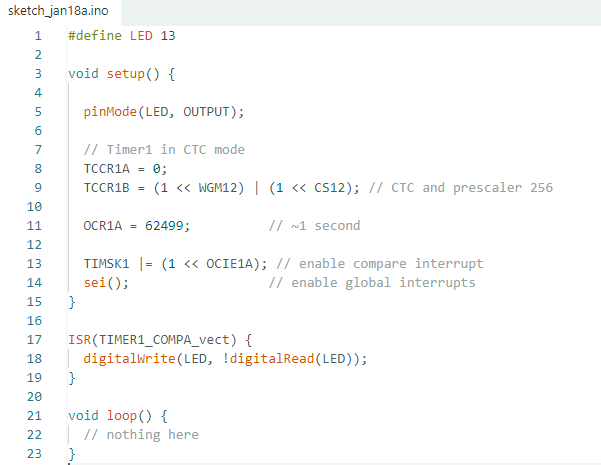 sketch_jan18a.ino
1 #define LED 13
2
3 void setup() {
4
5   pinMode(LED, OUTPUT);
6
7   // Timer1 in CTC mode
8   TCCR1A = 0;
9   TCCR1B = (1 << WGM12) | (1 << CS12); // CTC and prescaler 256
10
11   OCR1A = 62499;          // ~1 second
12
13   TIMSK1 |= (1 << OCIE1A); // enable compare interrupt
14   sei();                  // enable global interrupts
15 }
16
17 ISR(TIMER1_COMPA_vect) {
18   digitalWrite(LED, !digitalRead(LED));
19 }
20
21 void loop() {
22   // nothing here
23 }